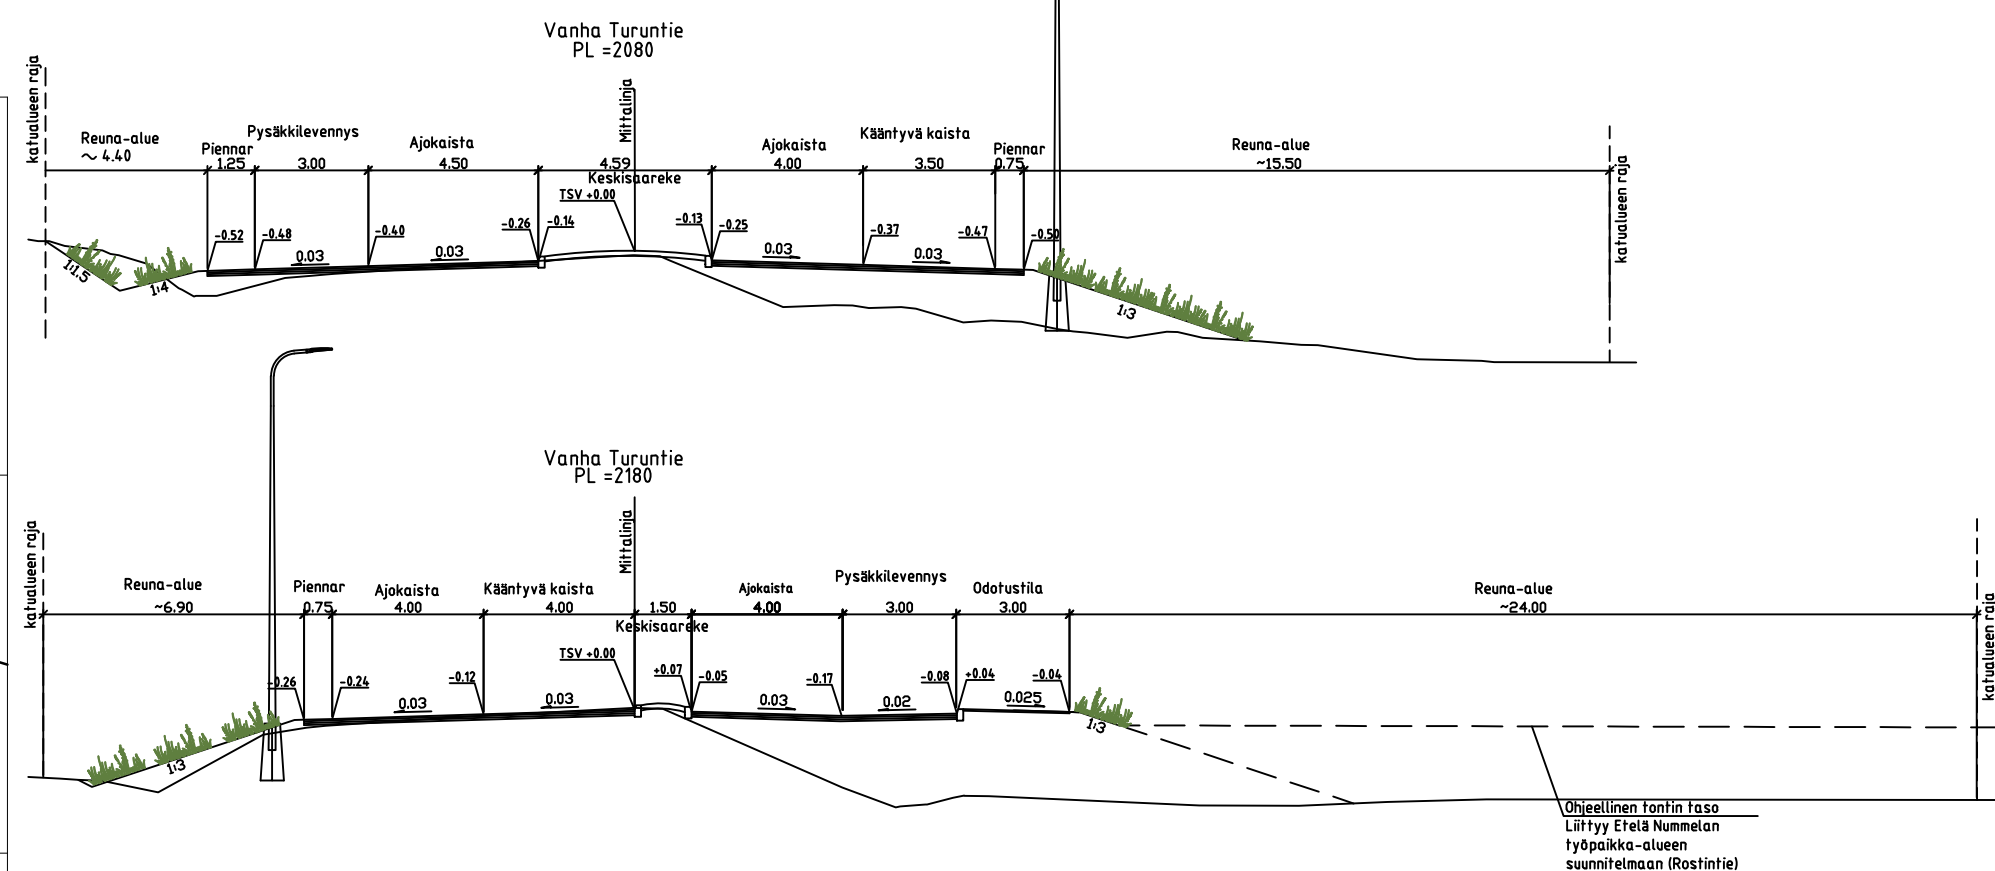 Vanha Turuntie
PL =2080
katualueen raja
Mittalinja
Reuna-alue
~ 4.40
Piennar
1.25
Pysäkkilevennys
3.00
Ajokaista
4.50
4.59
Keskisaareke
Ajokaista
4.00
Kääntyvä kaista
3.50
Piennar
0.75
Reuna-alue
~15.50
katualueen raja
TSV +0.00
-0.52
-0.48
-0.40
-0.26
-0.14
-0.13
-0.25
-0.37
-0.47
-0.50
0.03
0.03
0.03
0.03
1:1.5
1:4
1:3
Vanha Turuntie
PL =2180
katualueen raja
Mittalinja
Reuna-alue
~6.90
Piennar
0.75
Ajokaista
4.00
Kääntyvä kaista
4.00
1.50
Keskisaareke
Ajokaista
4.00
Pysäkkilevennys
3.00
Odotustila
3.00
Reuna-alue
~24.00
katualueen raja
TSV +0.00
-0.26
-0.24
-0.12
+0.07
-0.05
-0.17
-0.08
+0.04
-0.04
0.03
0.03
0.03
0.02
0.025
1:3
1:3
Ohjeellinen tontin taso
Liittyy Etelä Nummelan
työpaikka-alueen
suunnitelmaan (Rostintie)